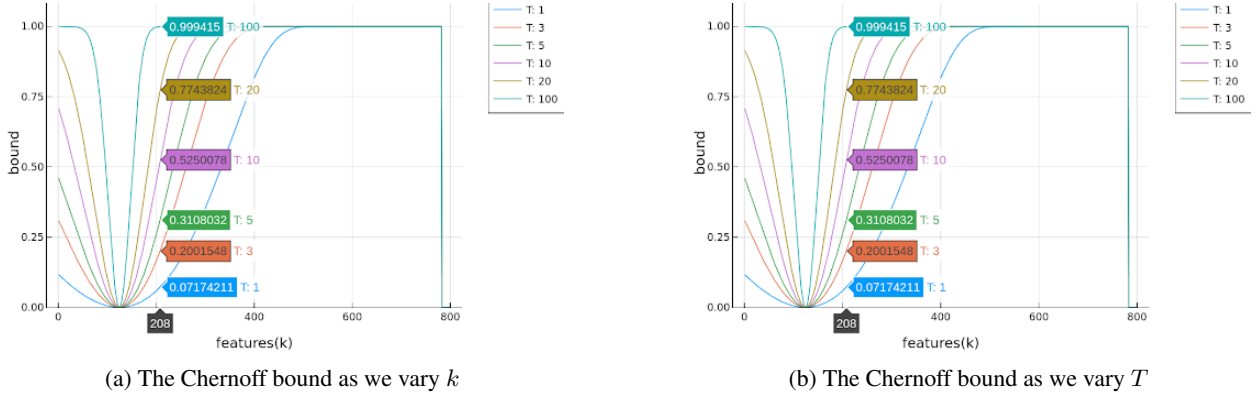 1.00
0.75
0.50
0.25
0.00
bound
0.999415 T: 100
0.7743824 T: 20
0.5250078 T: 10
0.3108032 T: 5
0.2001548 T: 3
0.07174211 T: 1
0
208
400
600
800
features(k)
T: 1
T: 3
T: 5
T: 10
T: 20
T: 100
(a) The Chernoff bound as we vary k
1.00
0.75
0.50
0.25
0.00
bound
0.999415 T: 100
0.7743824 T: 20
0.5250078 T: 10
0.3108032 T: 5
0.2001548 T: 3
0.07174211 T: 1
0
208
400
600
800
features(k)
T: 1
T: 3
T: 5
T: 10
T: 20
T: 100
(b) The Chernoff bound as we vary T